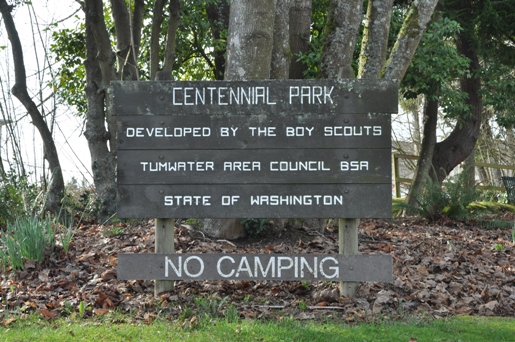 CENTENNIAL PARK
DEVELOPED BY THE BOY SCOUTS
TUMWATER AREA COUNCIL BSA
STATE OF WASHINGTON
NO CAMPING